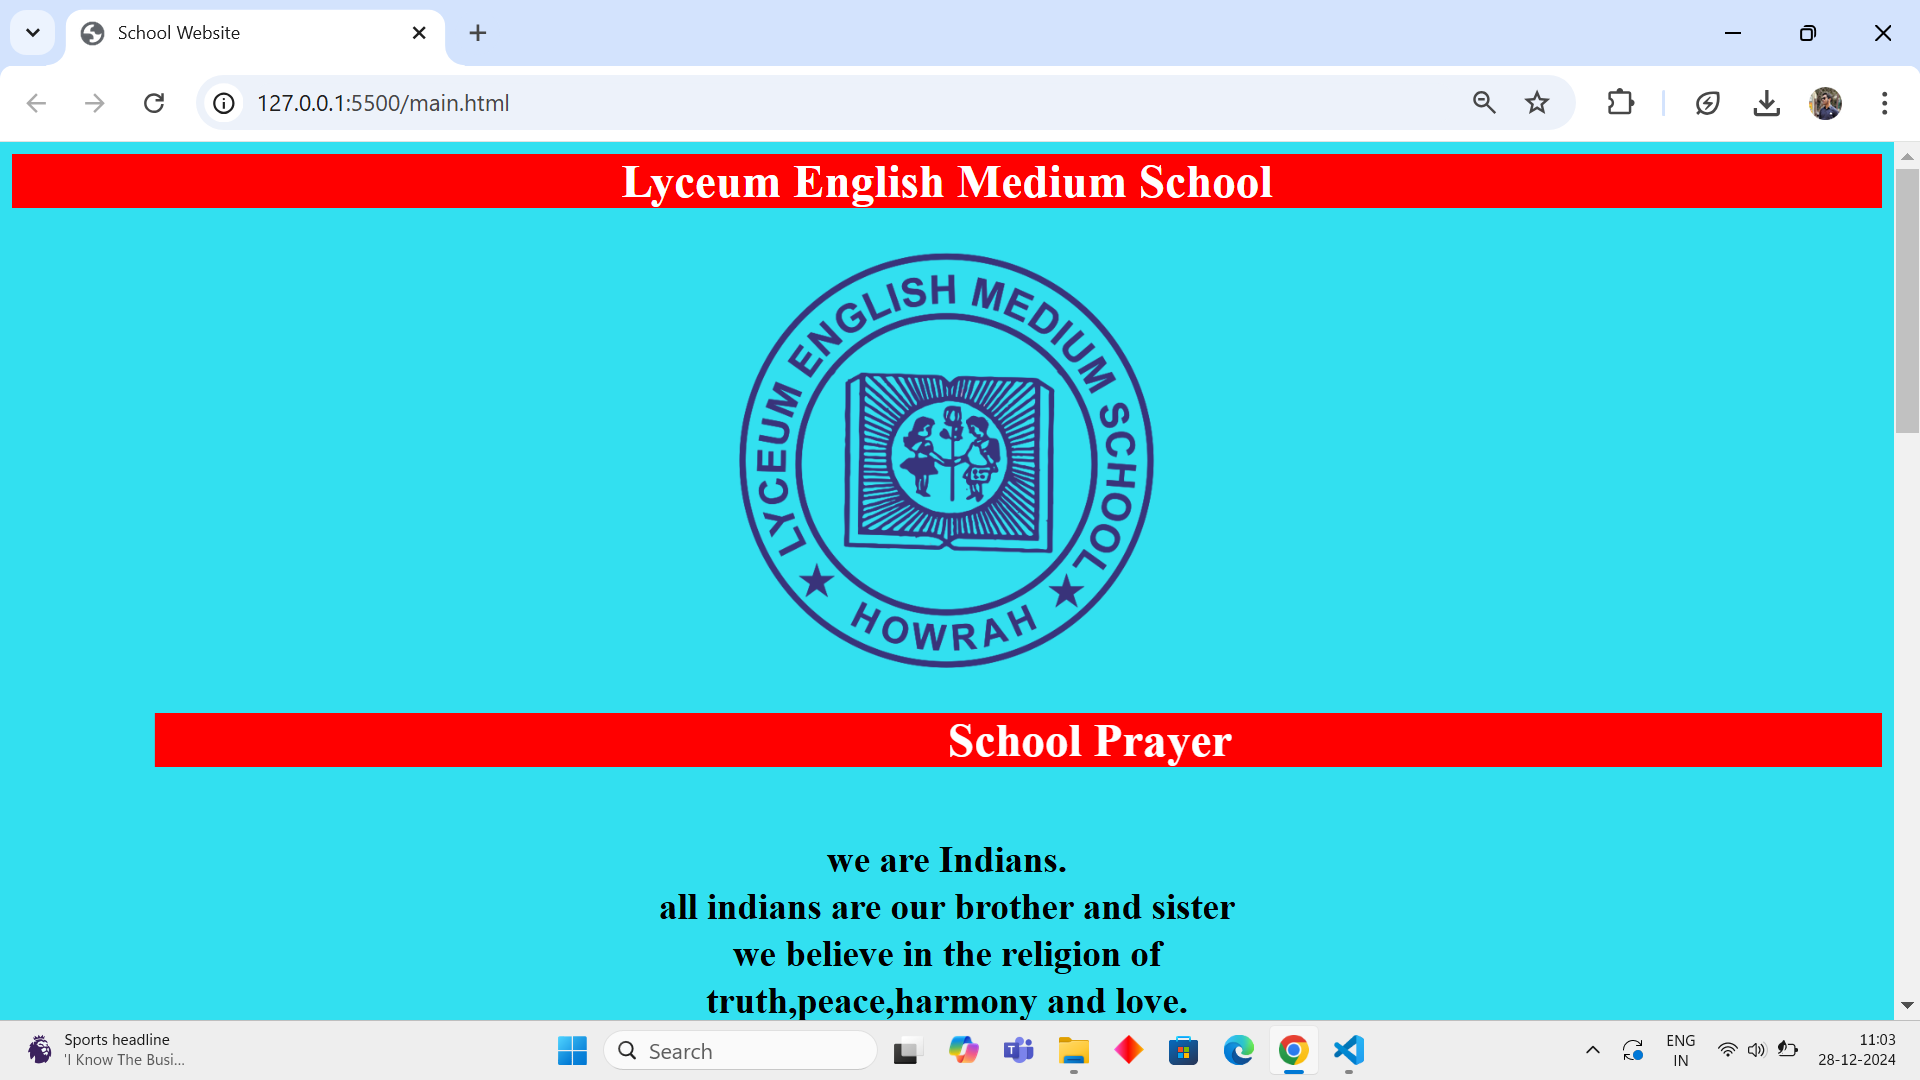 School Website
127.0.0.1:5500/main.html
Lyceum English Medium School
LYCEUM ENGLISH MEDIUM SCHOOL
HOWRAH
School Prayer
we are Indians.
all indians are our brother and sister
we believe in the religion of
truth,peace,harmony and love.
Sports headline
'I Know The Busi...
Search
ENG
IN
11:03
28-12-2024